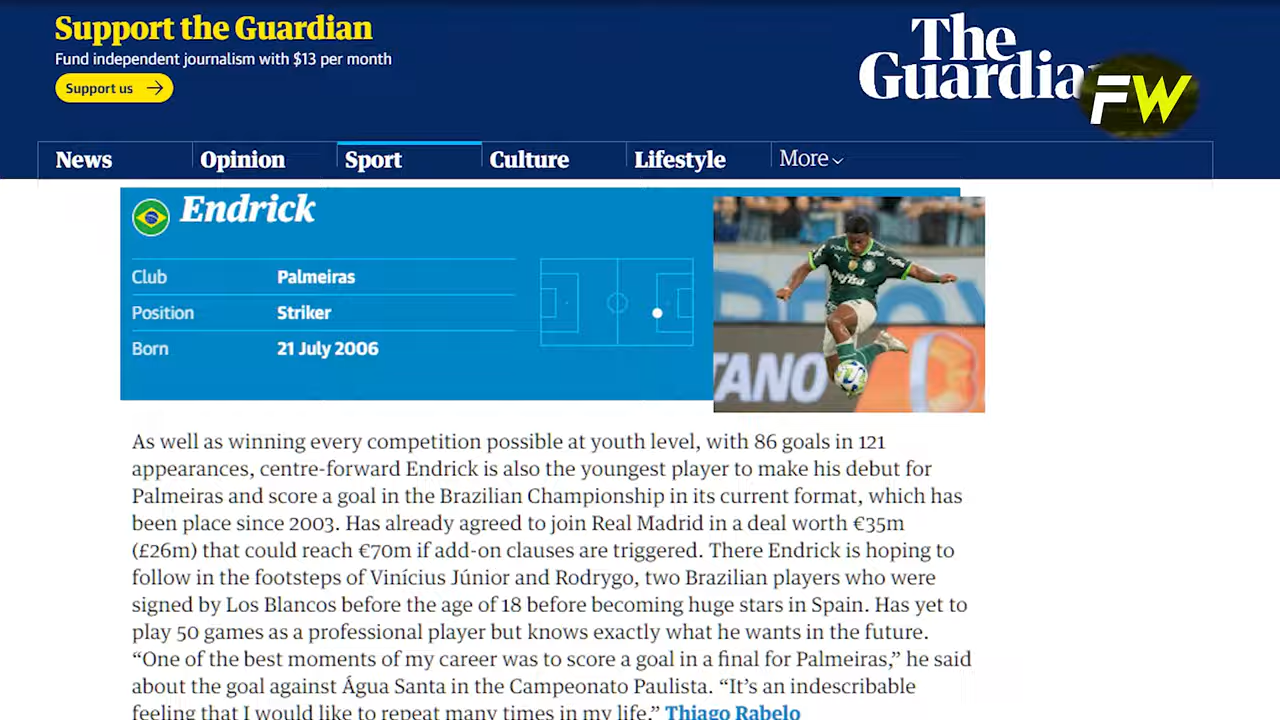 Support the Guardian
Fund independent journalism with $13 per month
Support us
The
Guardian
FW
News Opinion Sport Culture Lifestyle More
Endrick
Club Palmeiras
Position Striker
Born 21 July 2006
TANO
As well as winning every competition possible at youth level, with 86 goals in 121
appearances, centre-forward Endrick is also the youngest player to make his debut for
Palmeiras and score a goal in the Brazilian Championship in its current format, which has
been place since 2003. Has already agreed to join Real Madrid in a deal worth €35m
(£26m) that could reach €70m if add-on clauses are triggered. There Endrick is hoping to
follow in the footsteps of Vinícius Júnior and Rodrygo, two Brazilian players who were
signed by Los Blancos before the age of 18 before becoming huge stars in Spain. Has yet to
play 50 games as a professional player but knows exactly what he wants in the future.
“One of the best moments of my career was to score a goal in a final for Palmeiras,” he said
about the goal against Água Santa in the Campeonato Paulista. “It’s an indescribable
feeling that I would like to repeat many times in my life.” Thiago Rabelo